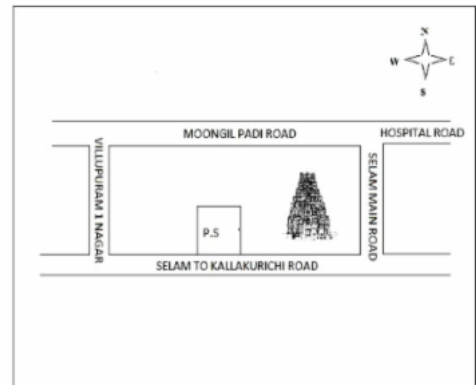 N
W E
S
MOONGIL PADI ROAD
HOSPITAL ROAD
VILLUPURAM 1 NAGAR
SELAM MAIN ROAD
P.S
SELAM TO KALLAKURICHI ROAD